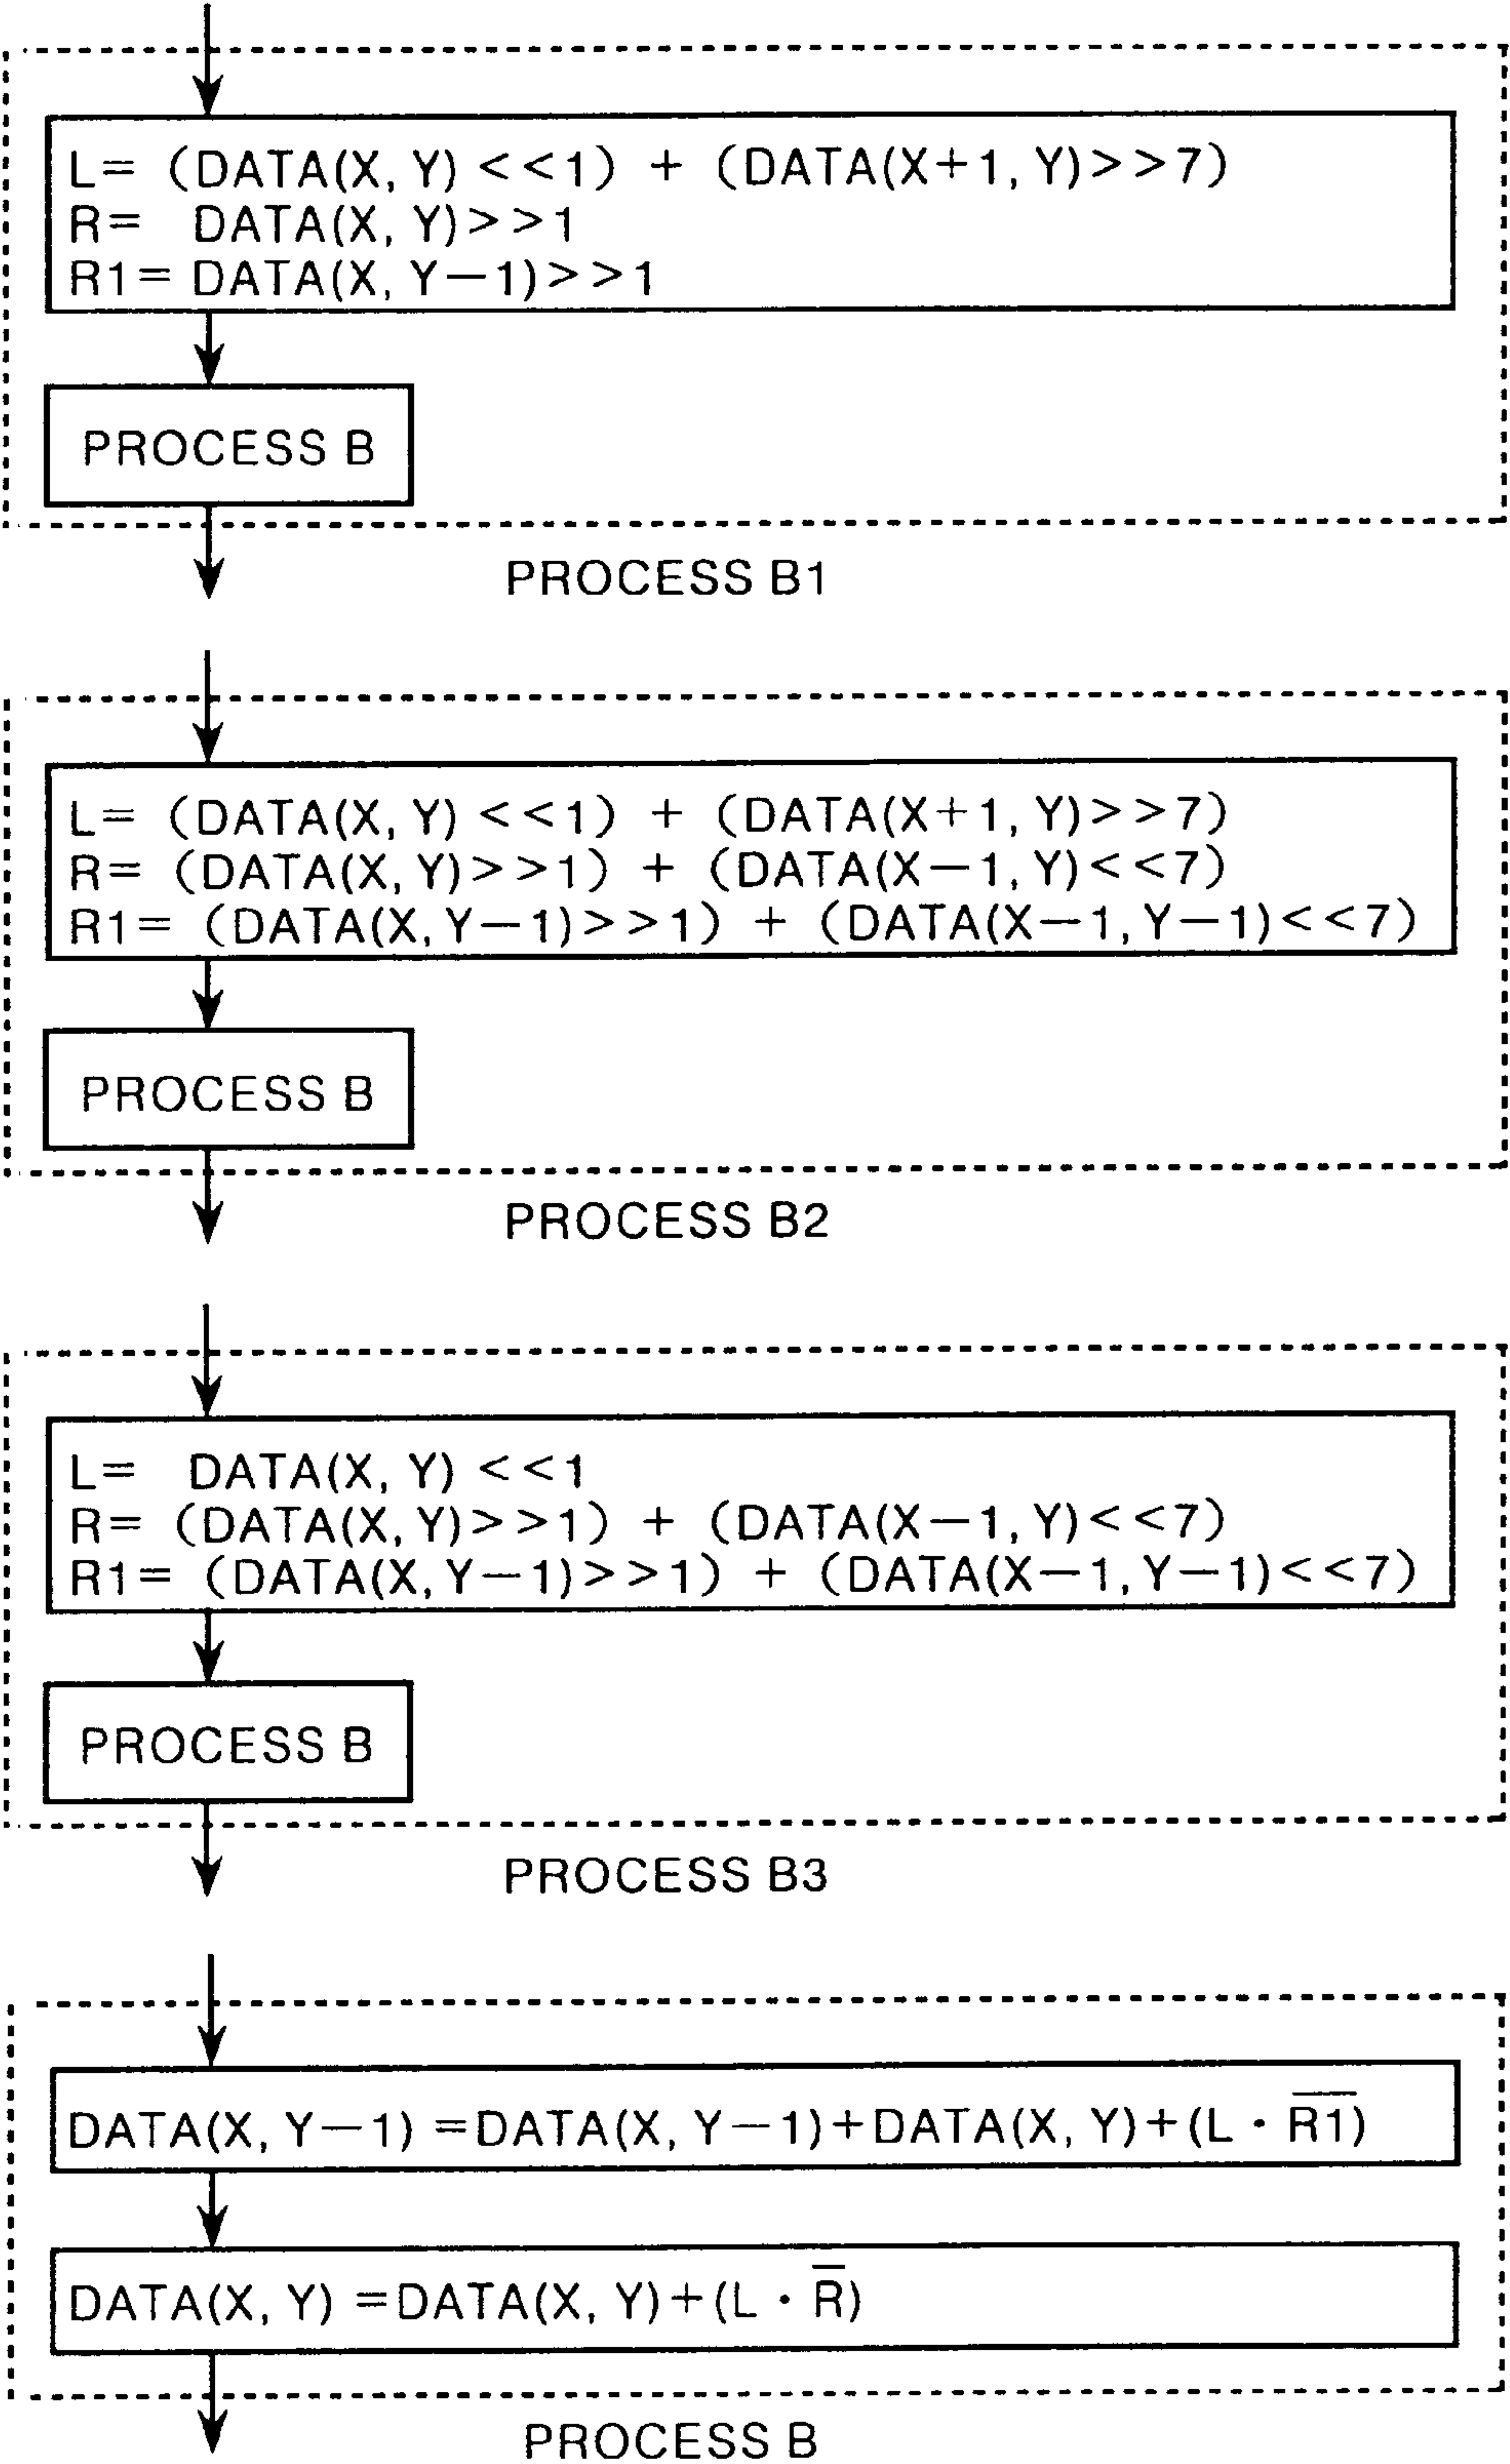 L= (DATA(X, Y) <<1) + (DATA(X+1, Y)>>7)
R= DATA(X, Y)>>1
R1= DATA(X, Y−1)>>1
PROCESS B
PROCESS B1
L= (DATA(X, Y) <<1) + (DATA(X+1, Y)>>7)
R= (DATA(X, Y)>>1) + (DATA(X−1, Y)<<7)
R1= (DATA(X, Y−1)>>1) + (DATA(X−1, Y−1)<<7)
PROCESS B
PROCESS B2
L= DATA(X, Y) <<1
R= (DATA(X, Y)>>1) + (DATA(X−1, Y)<<7)
R1= (DATA(X, Y−1)>>1) + (DATA(X−1, Y−1)<<7)
PROCESS B
PROCESS B3
DATA(X, Y−1) =DATA(X, Y−1)+DATA(X, Y)+(L · R̅1̅)
DATA(X, Y) =DATA(X, Y)+(L · R̅)
PROCESS B